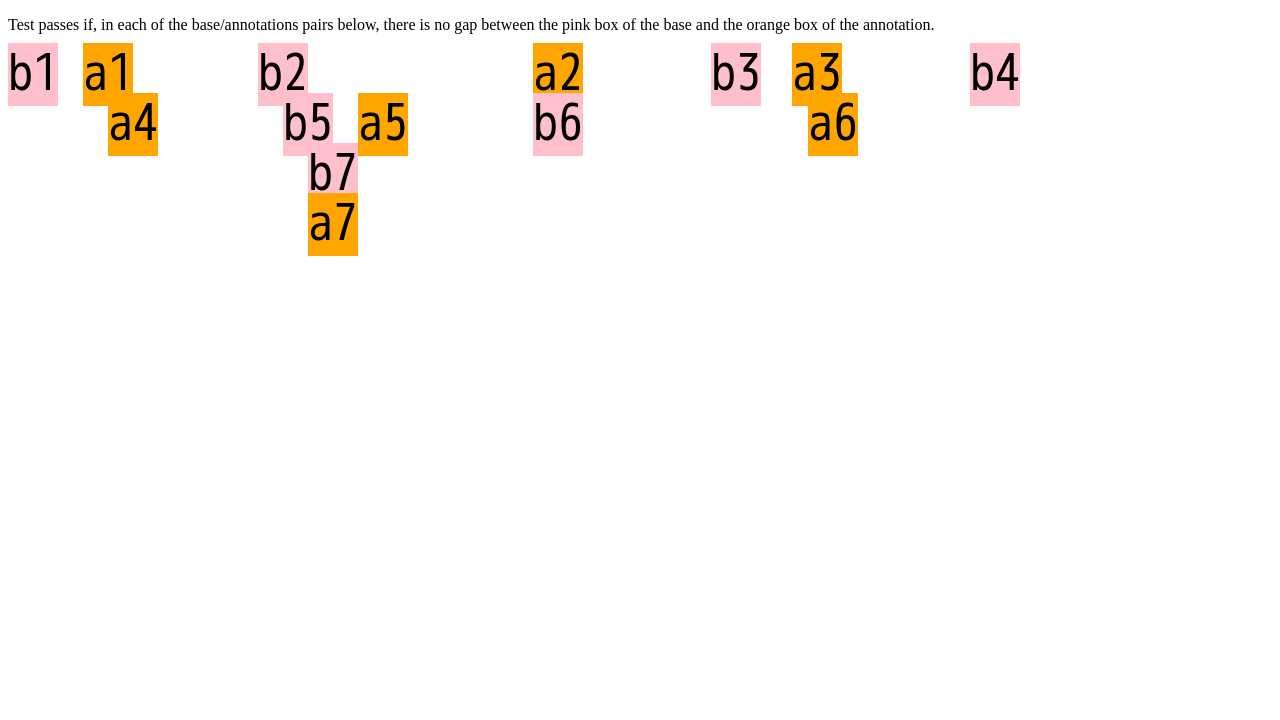 Test passes if, in each of the base/annotations pairs below, there is no gap between the pink box of the base and the orange box of the annotation.
b1 a1 b2 a2 b3 a3 b4
a4 b5 a5 b6 a6
b7
a7